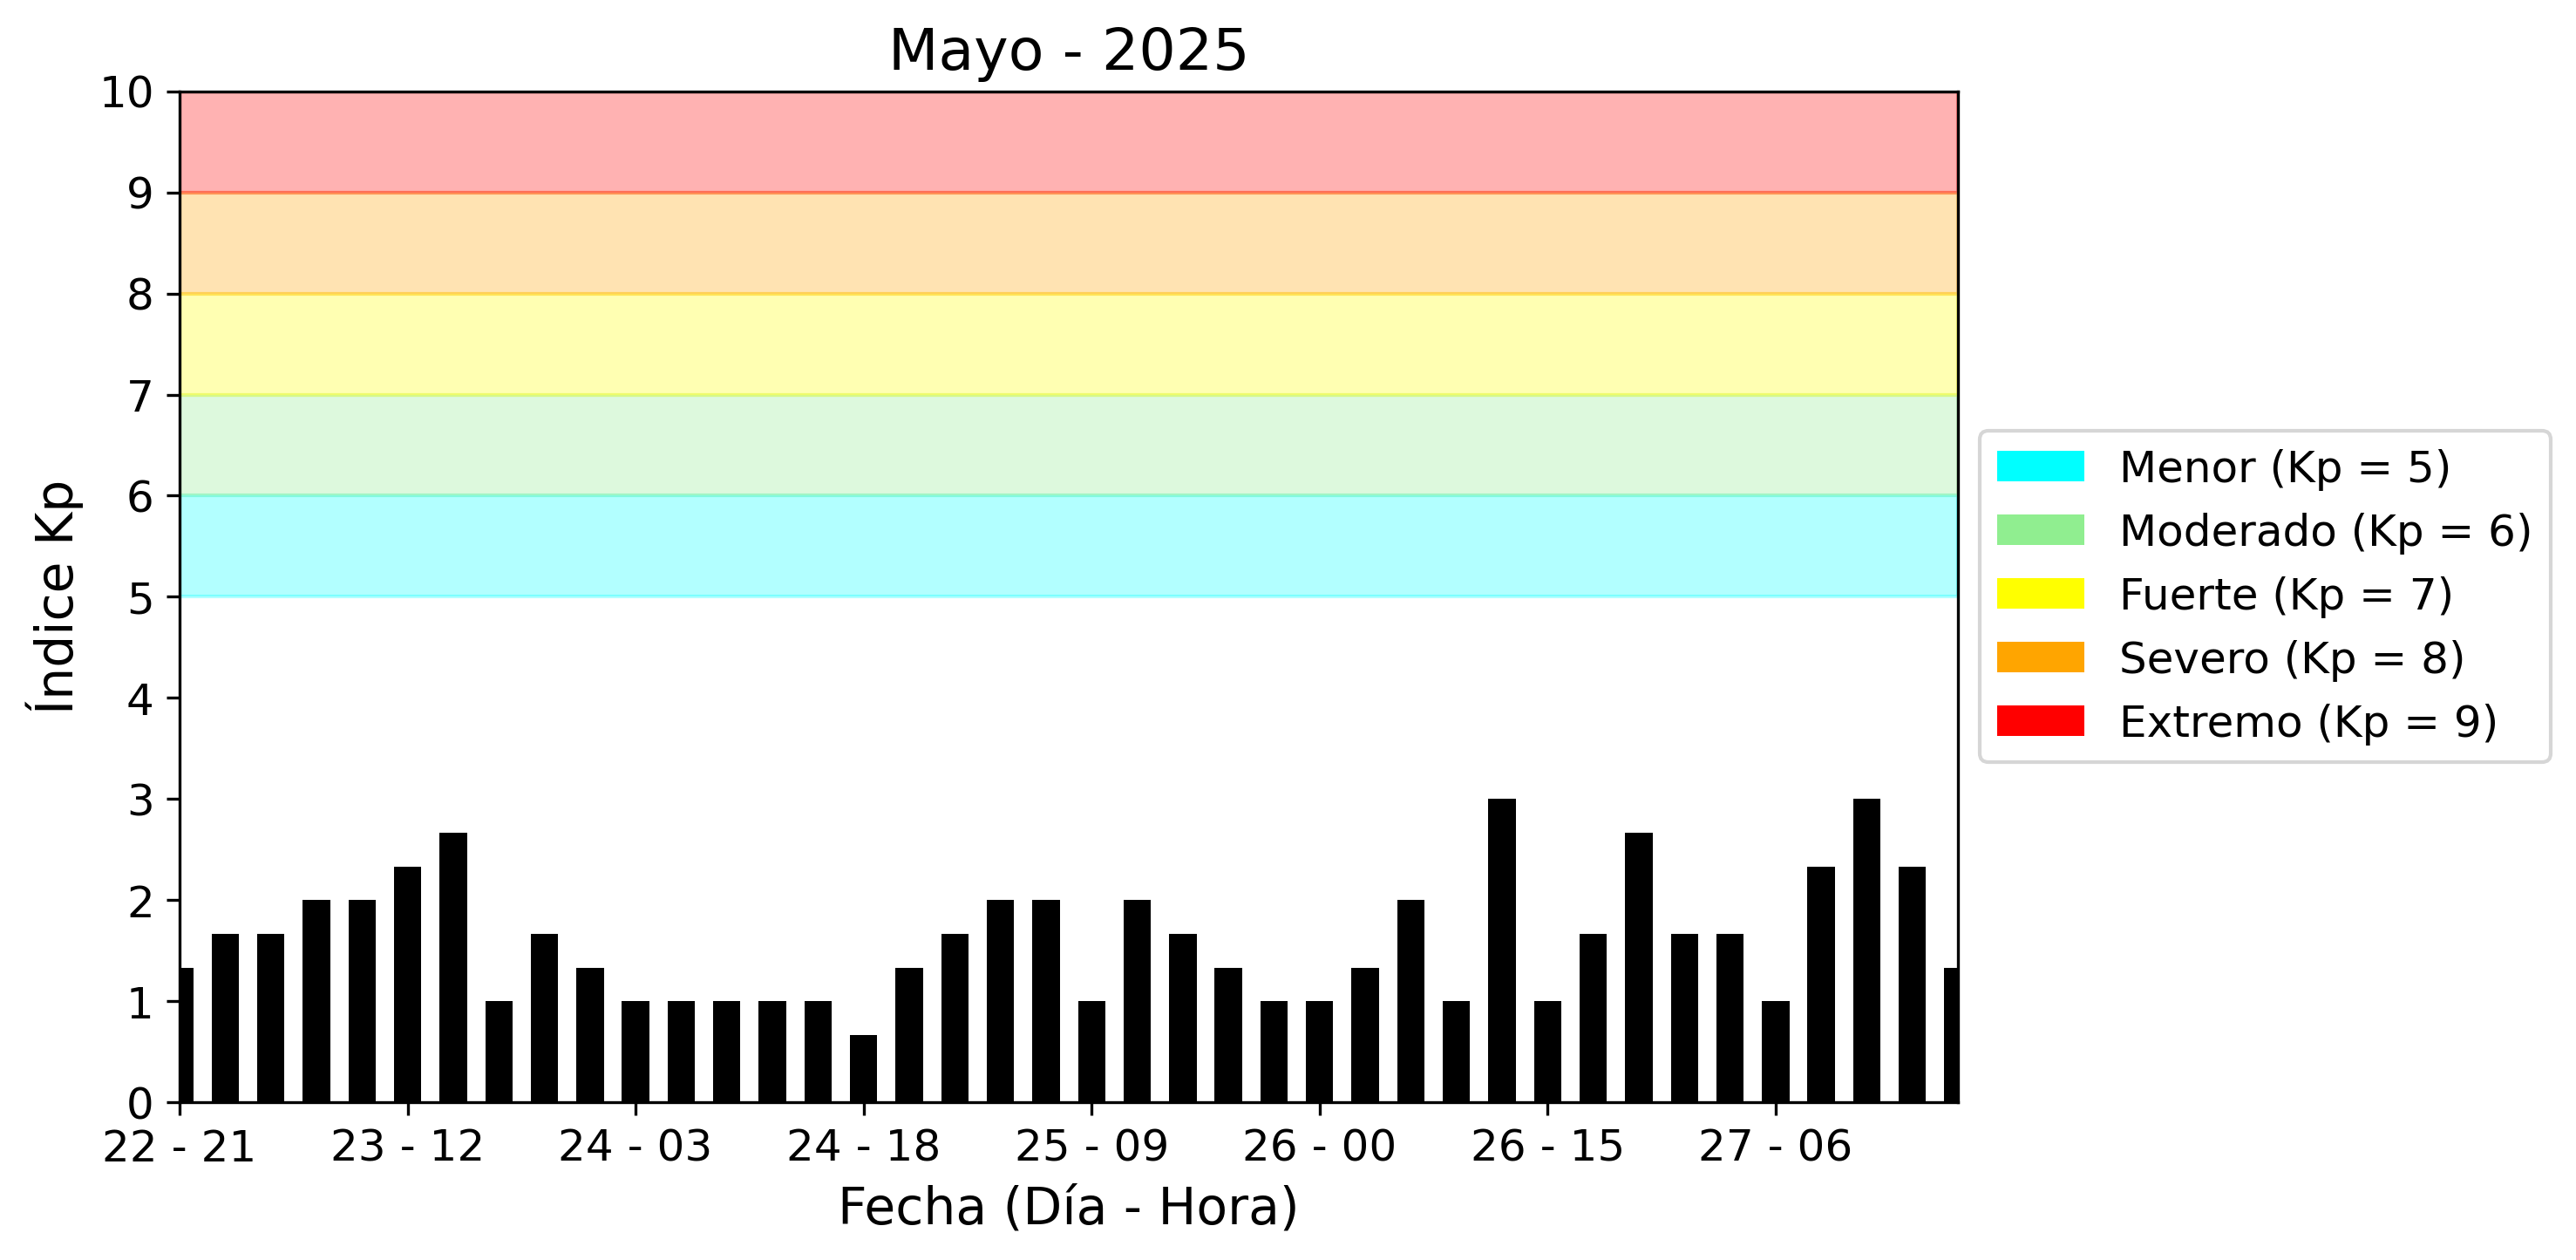 Mayo - 2025
10
9
8
7
6
5
4
3
2
1
0
Índice Kp
22 - 21
23 - 12
24 - 03
24 - 18
25 - 09
26 - 00
26 - 15
27 - 06
Fecha (Día - Hora)
Menor (Kp = 5)
Moderado (Kp = 6)
Fuerte (Kp = 7)
Severo (Kp = 8)
Extremo (Kp = 9)